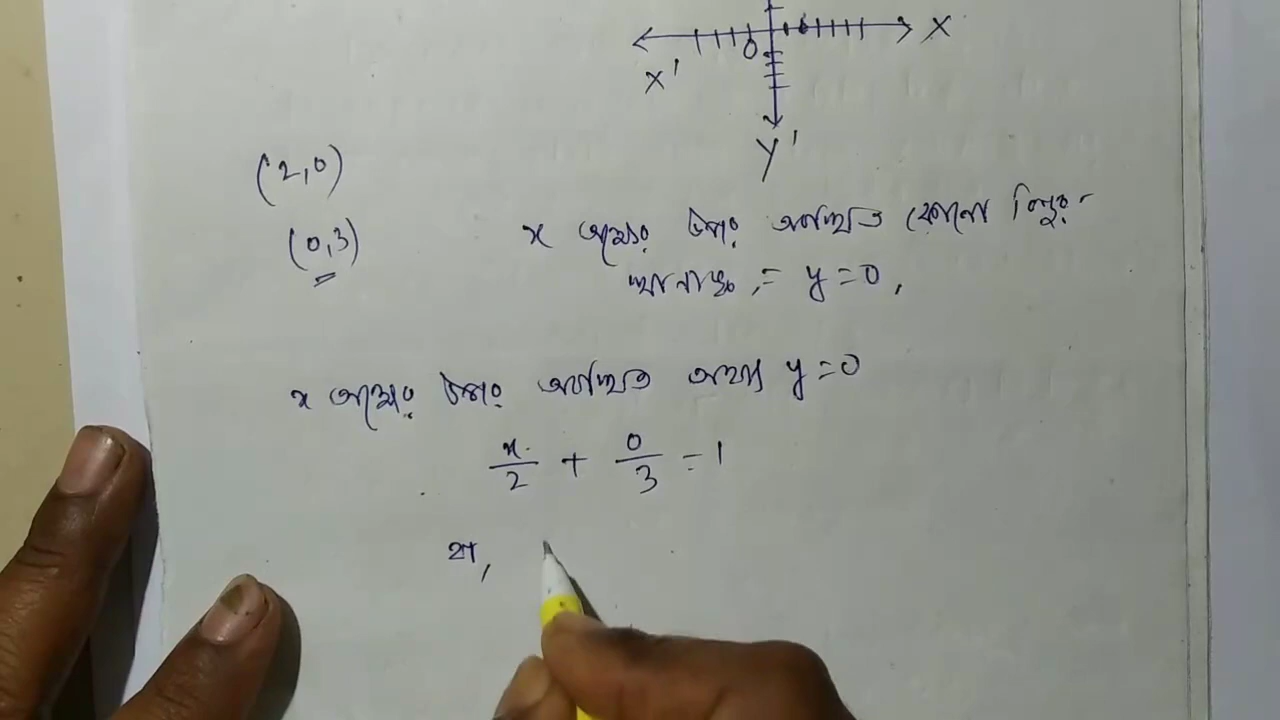 X
O
X'
Y'
(2,0)
(0,3)
x অক্ষের উপর অবস্থিত কোনো বিন্দুর-
স্থানাঙ্ক, = y = 0,
x অক্ষের উপর অবস্থিত অতএব y = 0
x/2 + 0/3 = 1
বা,